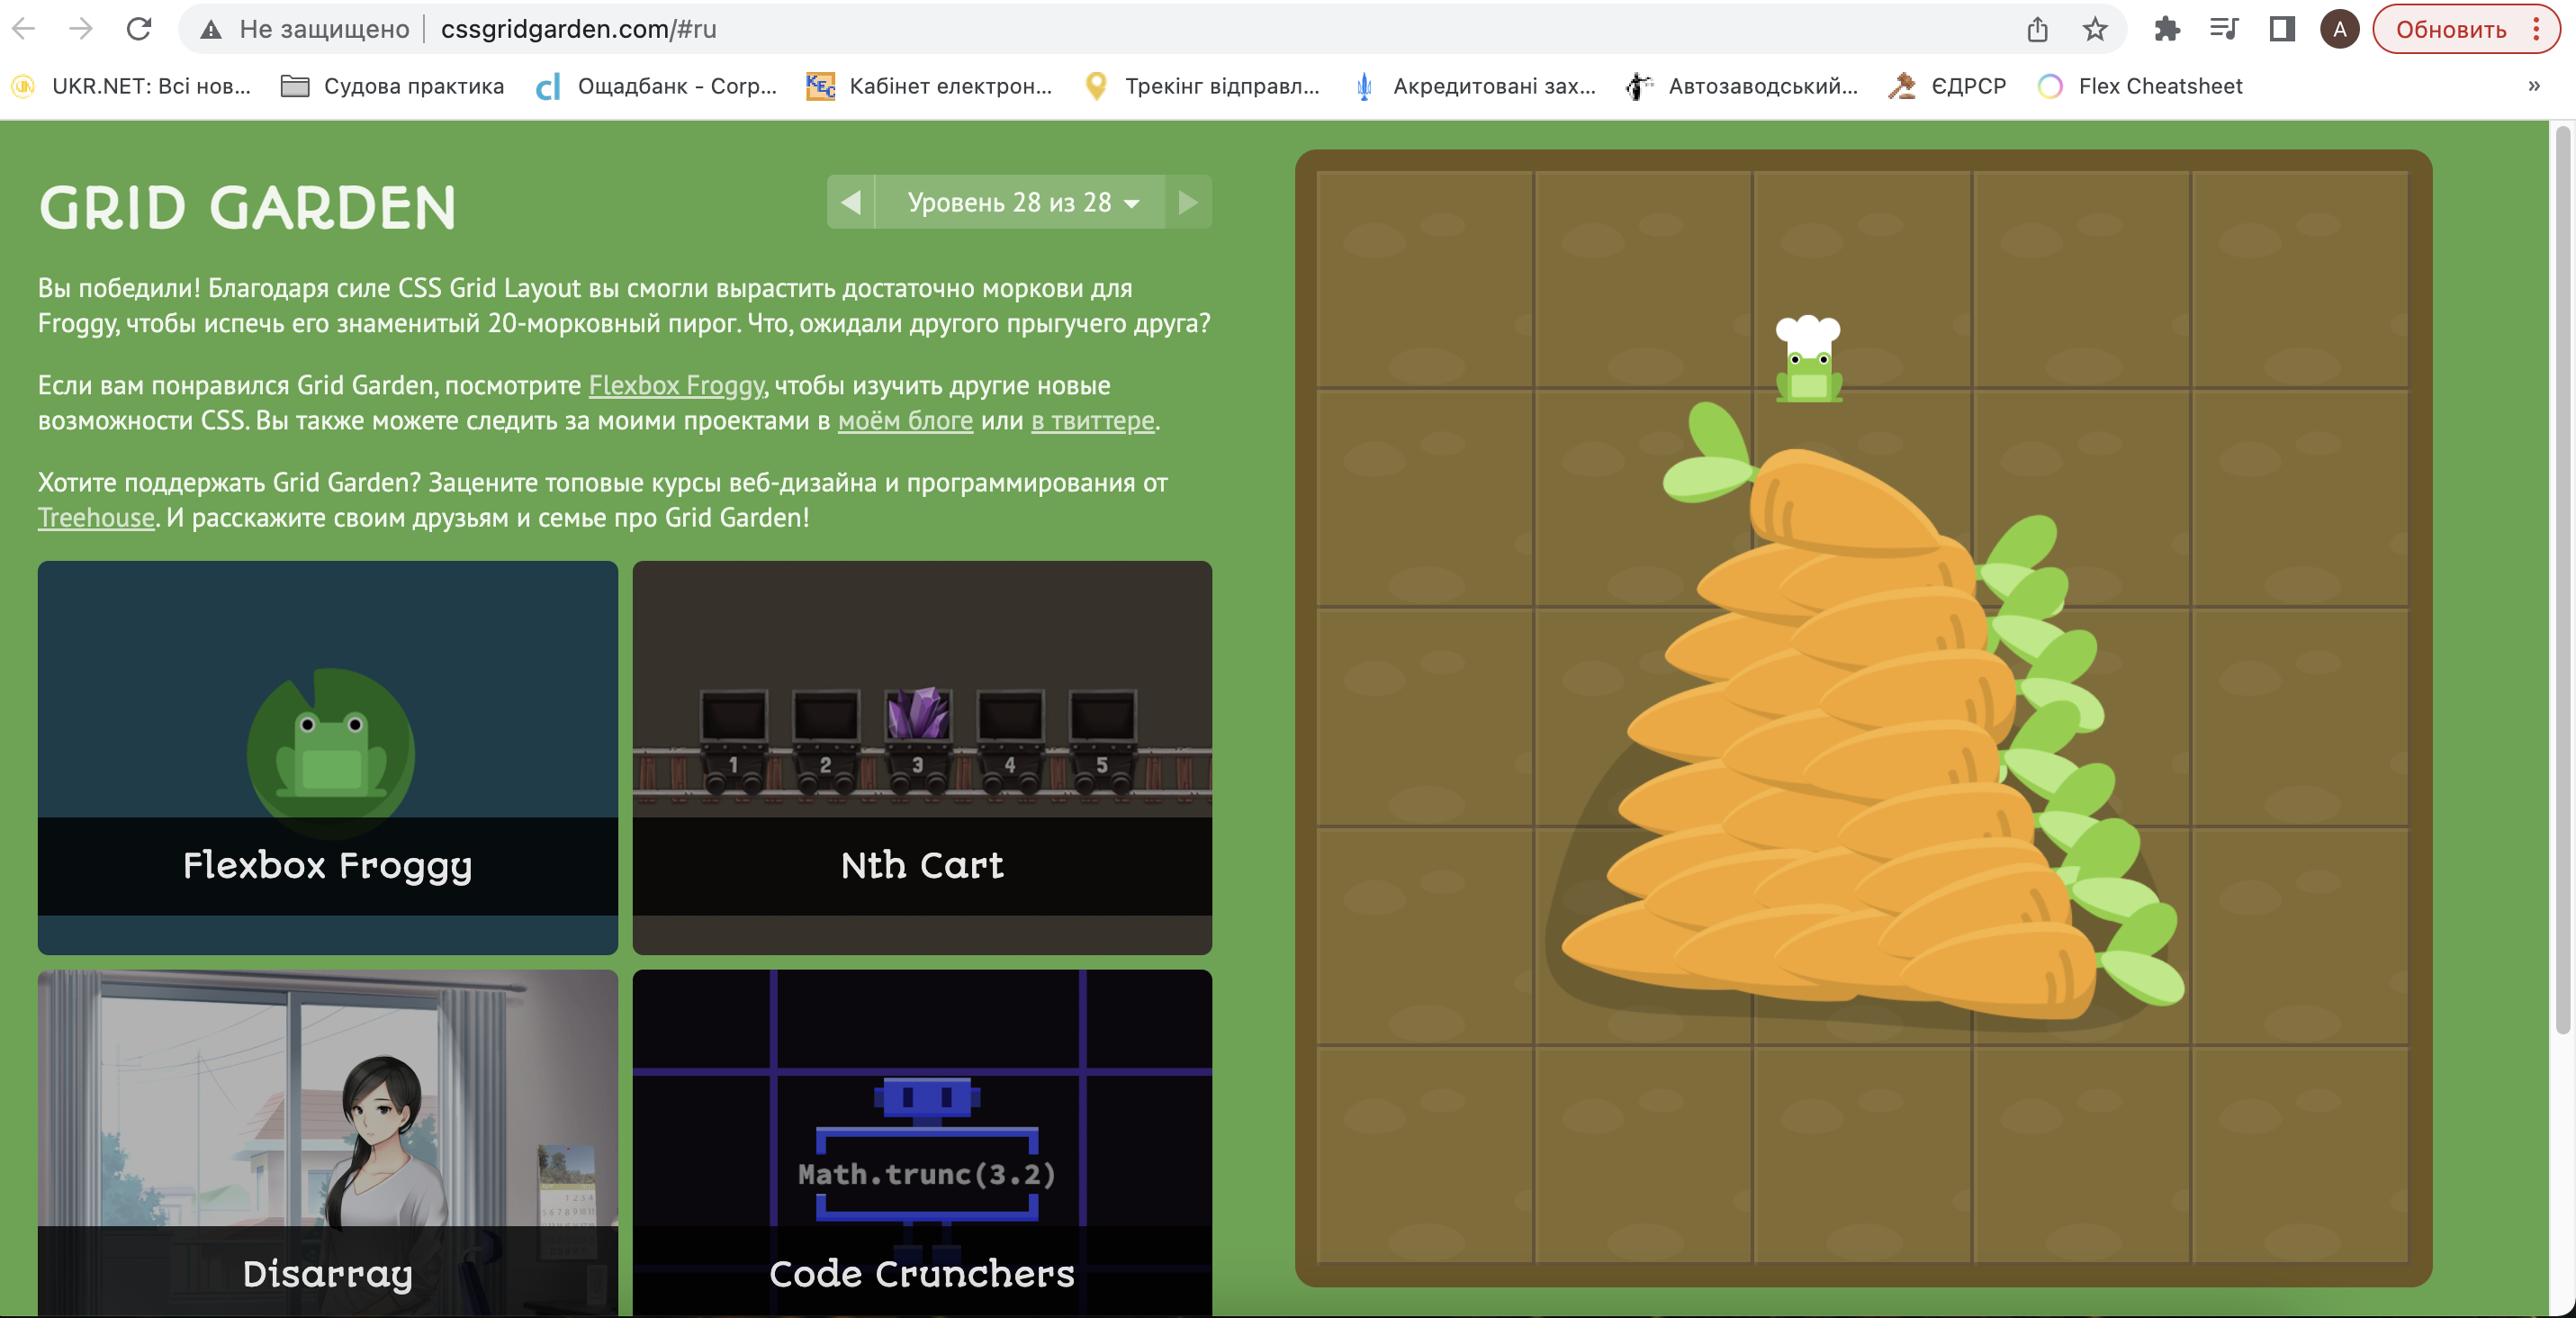 Не защищено
cssgridgarden.com/#ru
A
Обновить
UKR.NET: Всі нов...
Судова практика
cl
Ощадбанк - Corp...
KEC
Кабінет електрон...
Трекінг відправл...
Акредитовані зах...
Автозаводський...
ЄДРСР
Flex Cheatsheet
»
GRID GARDEN
Уровень 28 из 28
Вы победили! Благодаря силе CSS Grid Layout вы смогли вырастить достаточно моркови для
Froggy, чтобы испечь его знаменитый 20-морковный пирог. Что, ожидали другого прыгучего друга?
Если вам понравился Grid Garden, посмотрите Flexbox Froggy, чтобы изучить другие новые
возможности CSS. Вы также можете следить за моими проектами в моём блоге или в твиттере.
Хотите поддержать Grid Garden? Зацените топовые курсы веб-дизайна и программирования от
Treehouse. И расскажите своим друзьям и семье про Grid Garden!
1 2 3 4 5
Flexbox Froggy
Nth Cart
Math.trunc(3.2)
Disarray
Code Crunchers